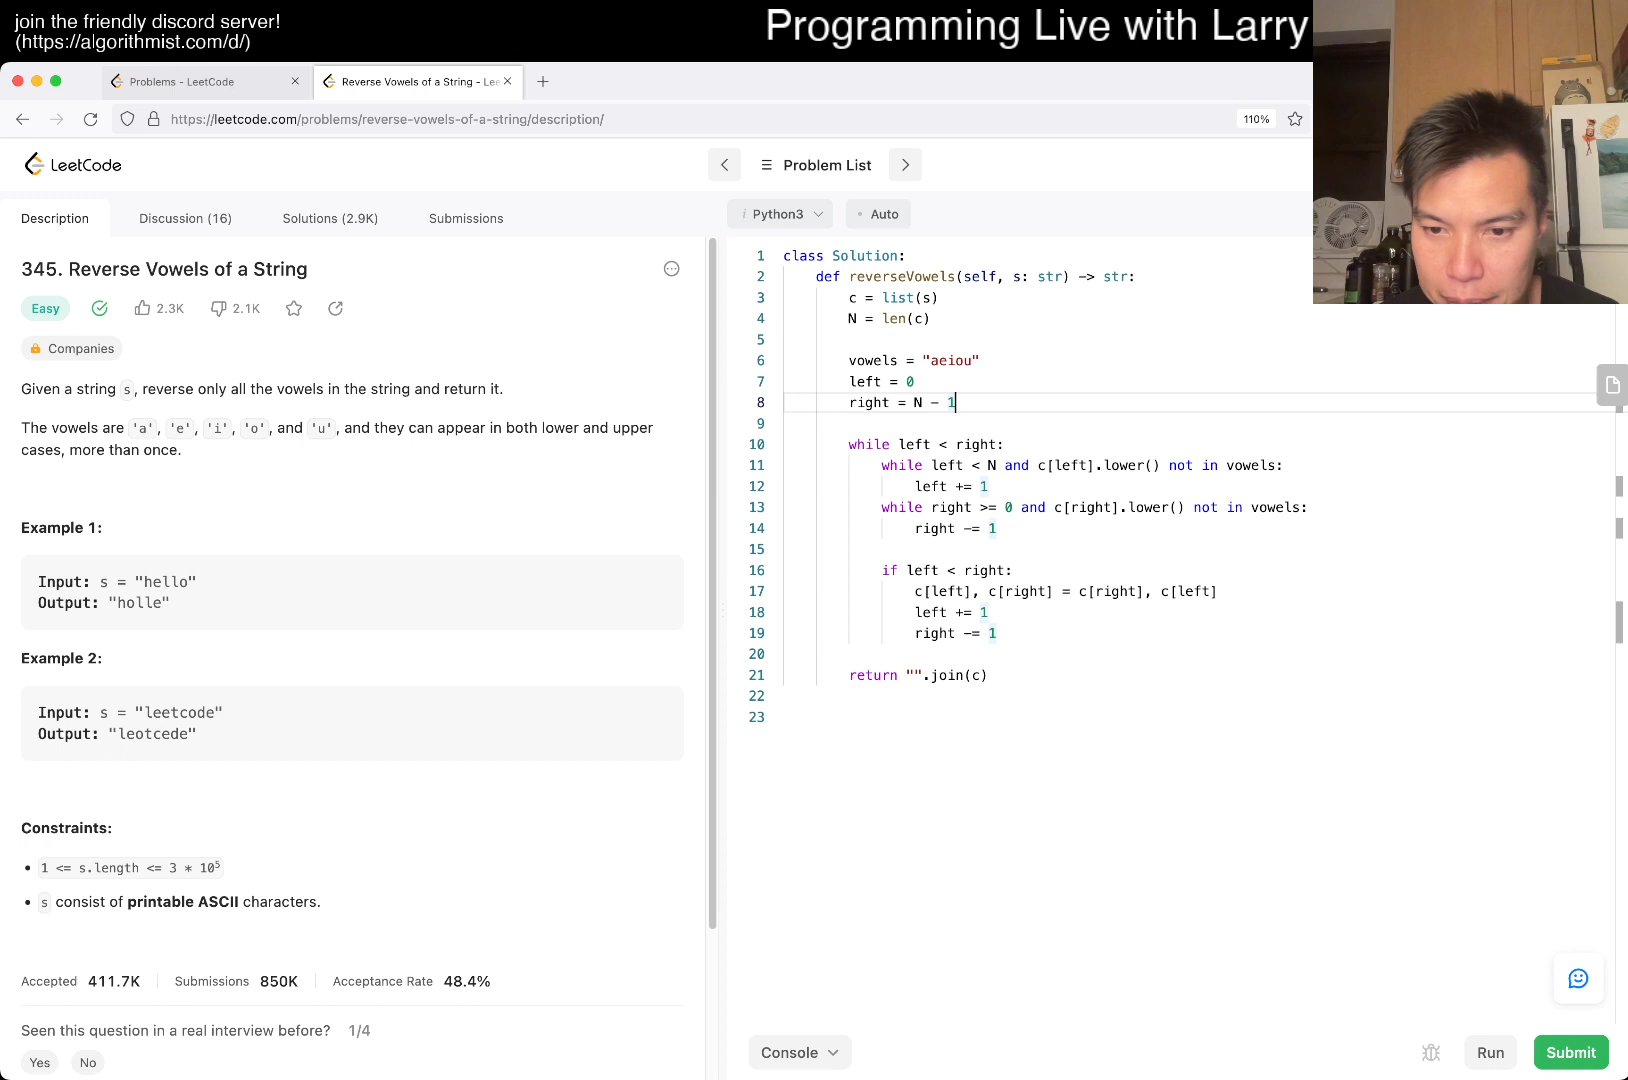 join the friendly discord server!
(https://algorithmist.com/d/)
Programming Live with Larry
Problems - LeetCode
Reverse Vowels of a String - Lee
https://leetcode.com/problems/reverse-vowels-of-a-string/description/
110%
LeetCode
Problem List
Description
Discussion (16)
Solutions (2.9K)
Submissions
345. Reverse Vowels of a String
Easy
2.3K
2.1K
Companies
Given a string s, reverse only all the vowels in the string and return it.
The vowels are 'a', 'e', 'i', 'o', and 'u', and they can appear in both lower and upper
cases, more than once.
Example 1:
Input: s = "hello"
Output: "holle"
Example 2:
Input: s = "leetcode"
Output: "leotcede"
Constraints:
• 1 <= s.length <= 3 * 10⁵
• s consist of printable ASCII characters.
Accepted 411.7K Submissions 850K Acceptance Rate 48.4%
Seen this question in a real interview before? 1/4
Yes No
i Python3
• Auto
1 class Solution:
2     def reverseVowels(self, s: str) -> str:
3         c = list(s)
4         N = len(c)
5
6         vowels = "aeiou"
7         left = 0
8         right = N - 1
9
10         while left < right:
11             while left < N and c[left].lower() not in vowels:
12                 left += 1
13             while right >= 0 and c[right].lower() not in vowels:
14                 right -= 1
15
16             if left < right:
17                 c[left], c[right] = c[right], c[left]
18                 left += 1
19                 right -= 1
20
21         return "".join(c)
22
23
Console
Run
Submit